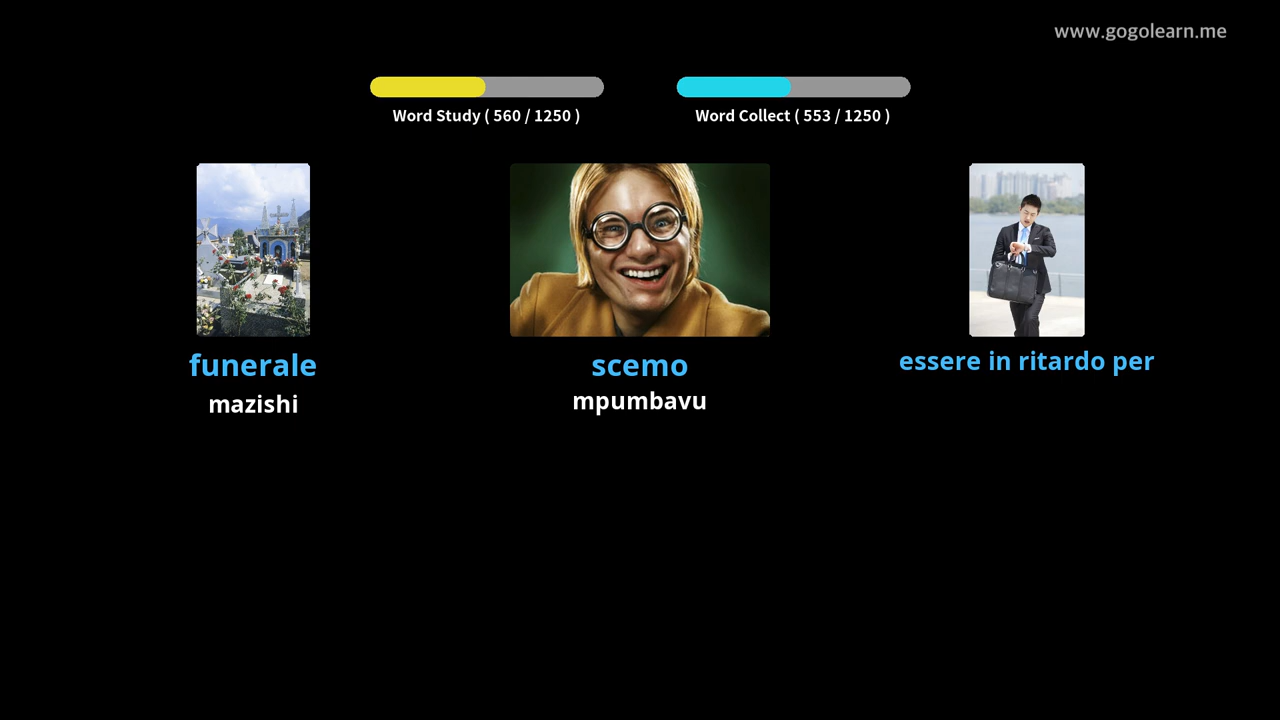 www.gogolearn.me
Word Study ( 560 / 1250 )
Word Collect ( 553 / 1250 )
funerale
mazishi
scemo
mpumbavu
essere in ritardo per